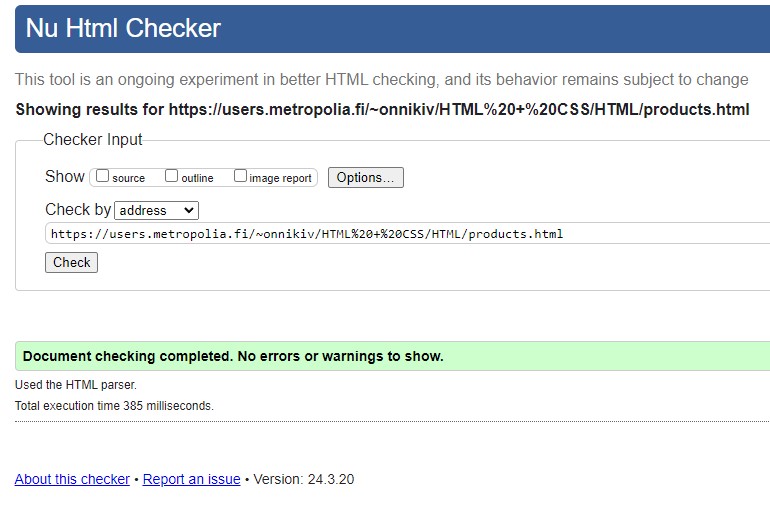 Nu Html Checker
This tool is an ongoing experiment in better HTML checking, and its behavior remains subject to change
Showing results for https://users.metropolia.fi/~onnikiv/HTML%20+%20CSS/HTML/products.html
Checker Input
Show source outline image report Options...
Check by address
https://users.metropolia.fi/~onnikiv/HTML%20+%20CSS/HTML/products.html
Check
Document checking completed. No errors or warnings to show.
Used the HTML parser.
Total execution time 385 milliseconds.
About this checker • Report an issue • Version: 24.3.20